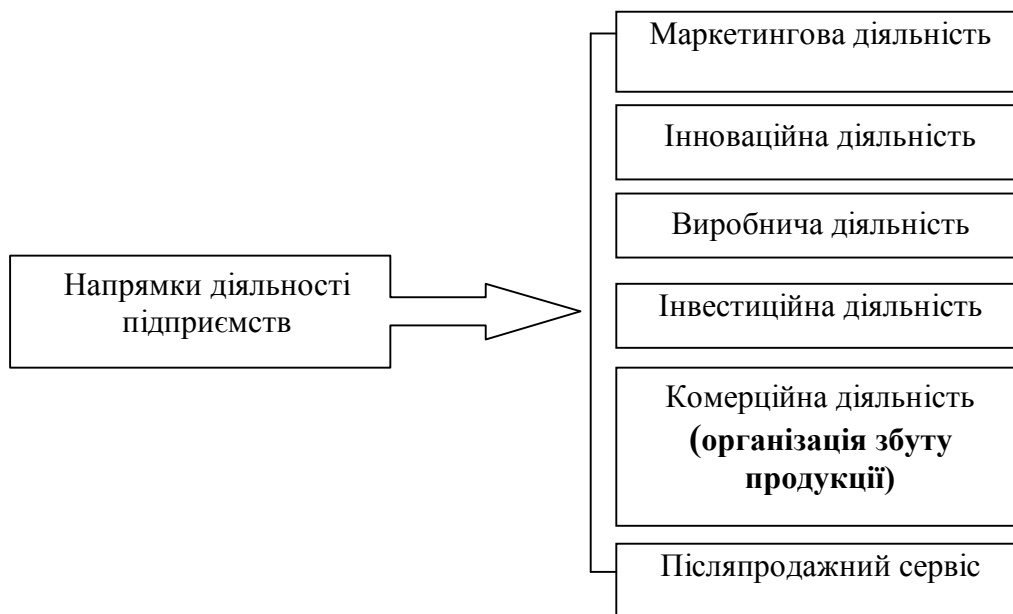 Маркетингова діяльність
Інноваційна діяльність
Виробнича діяльність
Напрямки діяльності
підприємств
Інвестиційна діяльність
Комерційна діяльність
(організація збуту
продукції)
Післяпродажний сервіс